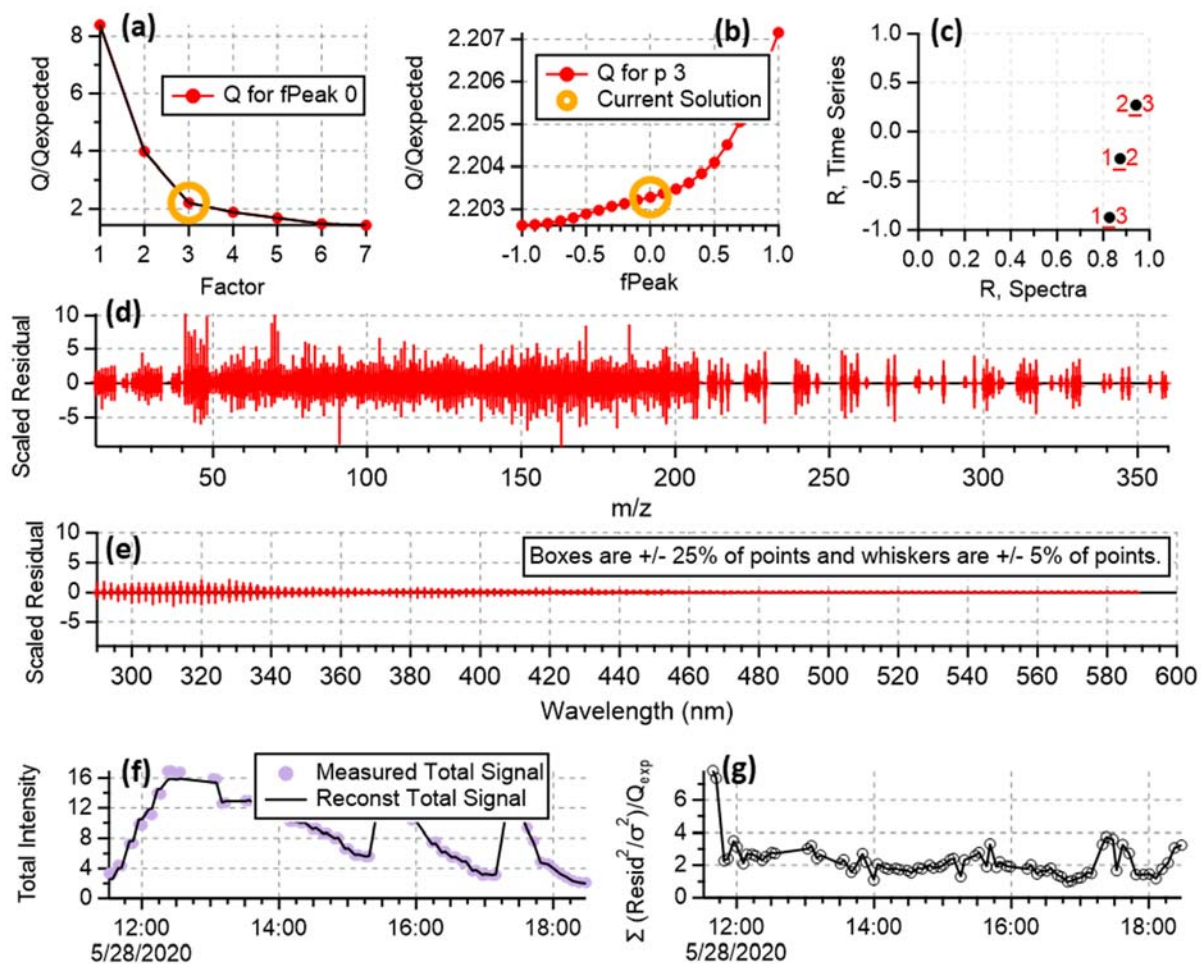 (a)
Q/Qexpected
8
6
4
2
Q for fPeak 0
1 2 3 4 5 6 7
Factor
(b)
Q/Qexpected
2.207
2.206
2.204
2.203
Q for p 3
Current Solution
-1.0 -0.5 0.0 0.5 1.0
fPeak
(c)
R, Time Series
1.0
0.5
0.0
-0.5
-1.0
2 3
1 2
1 3
0.0 0.2 0.4 0.6 0.8 1.0
R, Spectra
(d)
Scaled Residual
10
5
0
-5
50 100 150 200 250 300 350
m/z
(e)
Scaled Residual
10
5
0
-5
Boxes are +/- 25% of points and whiskers are +/- 5% of points.
300 320 340 360 380 400 420 440 460 480 500 520 540 560 580 600
Wavelength (nm)
(f)
Total Intensity
16
12
8
4
0
Measured Total Signal
Reconst Total Signal
12:00 14:00 16:00 18:00
5/28/2020
(g)
Σ (Resid²/σ²)/Qexp
6
4
2
0
12:00 14:00 16:00 18:00
5/28/2020